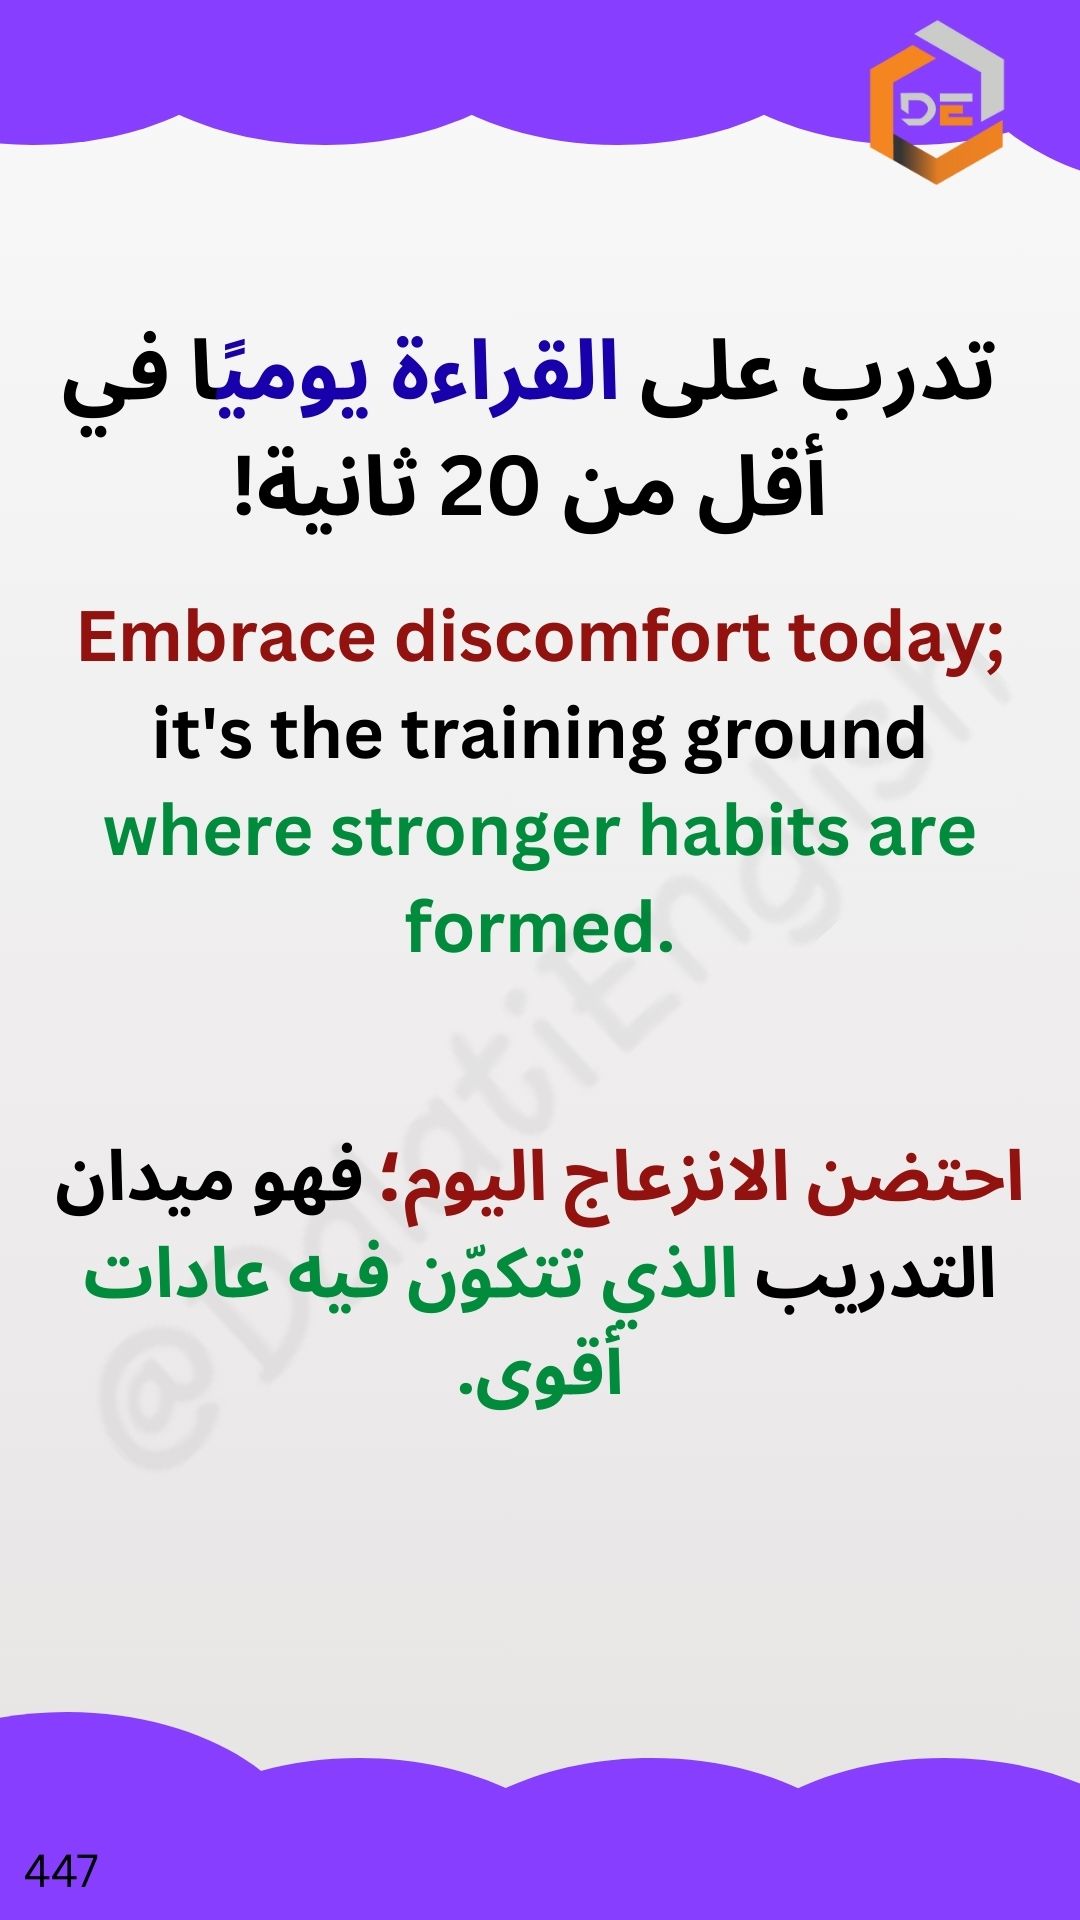 DE
تدرب على القراءة يوميًا في
أقل من 20 ثانية!
Embrace discomfort today;
it's the training ground
where stronger habits are
formed.
احتضن الانزعاج اليوم؛ فهو ميدان
التدريب الذي تتكوّن فيه عادات
أقوى.
@DakatiEnglish
447